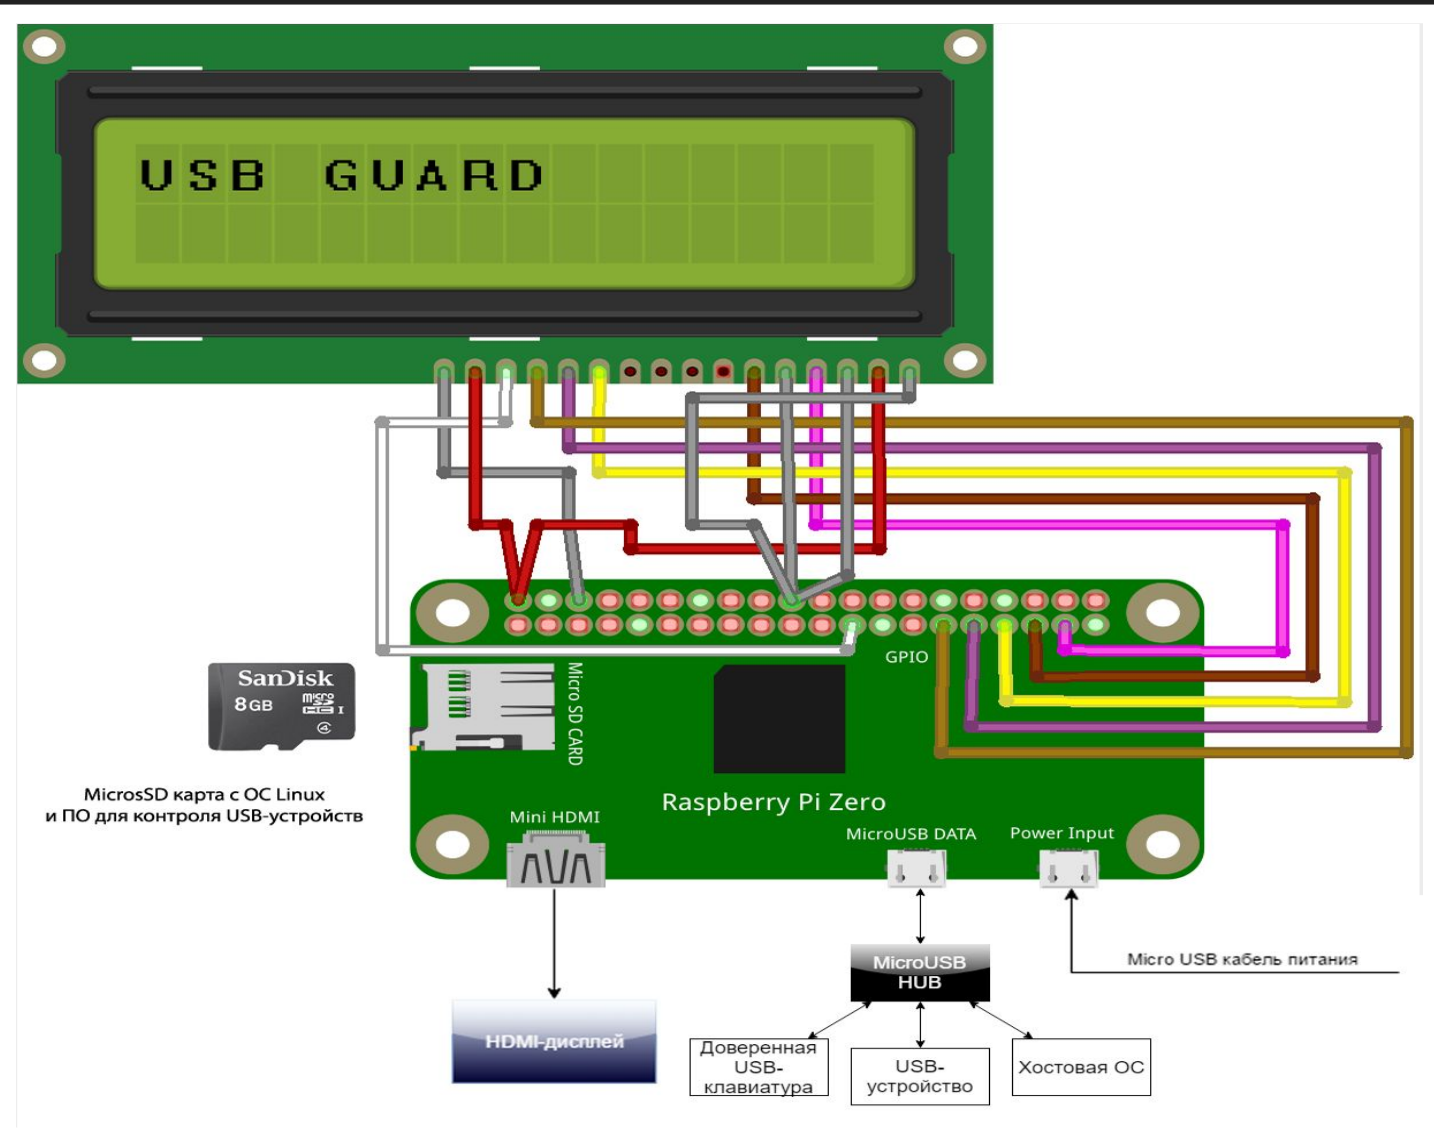 USB GUARD
GPIO
Micro SD CARD
SanDisk
8GB
micro
HC I
4
MicrosSD карта с ОС Linux
и ПО для контроля USB-устройств
Raspberry Pi Zero
Mini HDMI
MicroUSB DATA
Power Input
MicroUSB
HUB
Micro USB кабель питания
HDMI-дисплей
Доверенная
USB-
клавиатура
USB-
устройство
Хостовая ОС